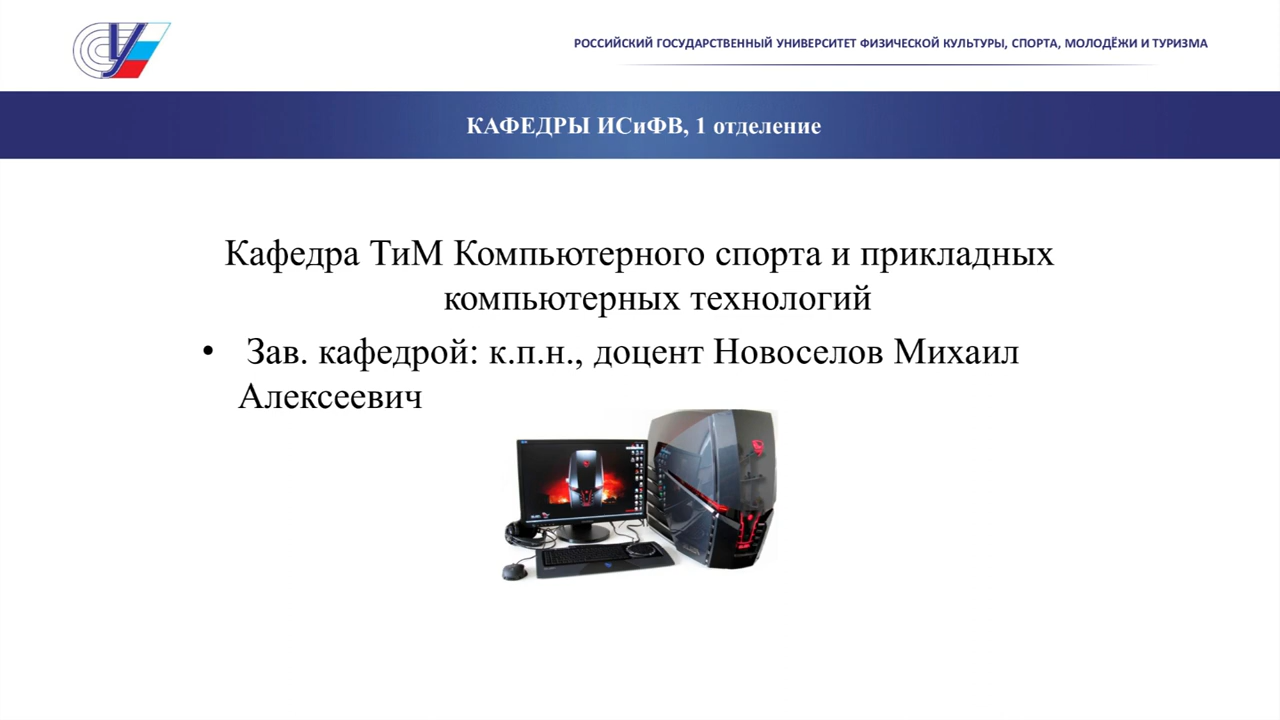 РОССИЙСКИЙ ГОСУДАРСТВЕННЫЙ УНИВЕРСИТЕТ ФИЗИЧЕСКОЙ КУЛЬТУРЫ, СПОРТА, МОЛОДЁЖИ И ТУРИЗМА
КАФЕДРЫ ИСиФВ, 1 отделение
Кафедра ТиМ Компьютерного спорта и прикладных
компьютерных технологий
• Зав. кафедрой: к.п.н., доцент Новоселов Михаил
Алексеевич